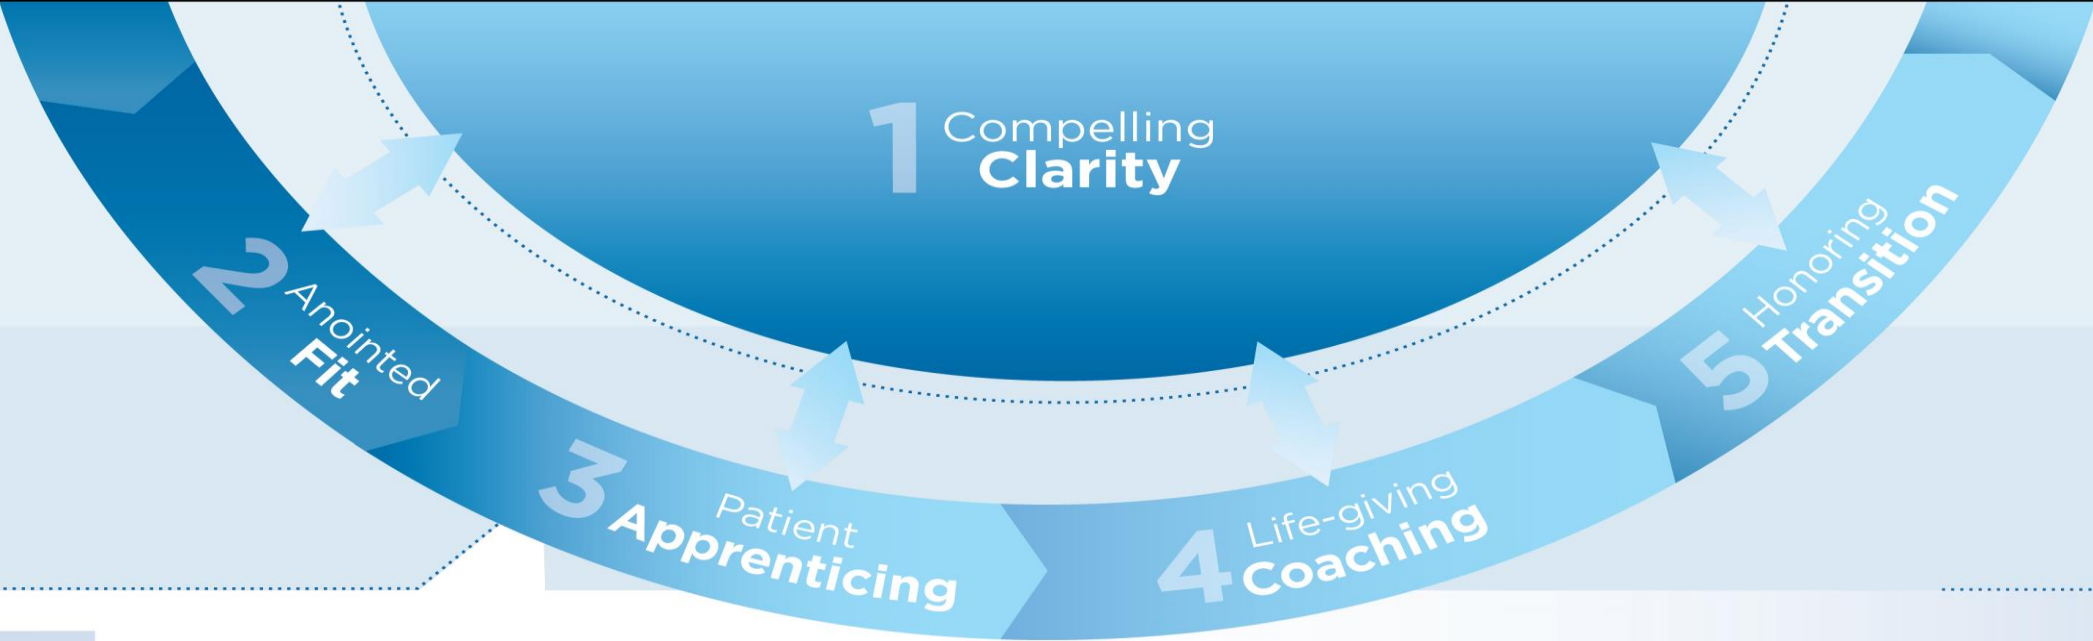 1 Compelling
Clarity
2 Anointed
Fit
3 Patient
Apprenticing
4 Life-giving
Coaching
5 Honoring
Transition